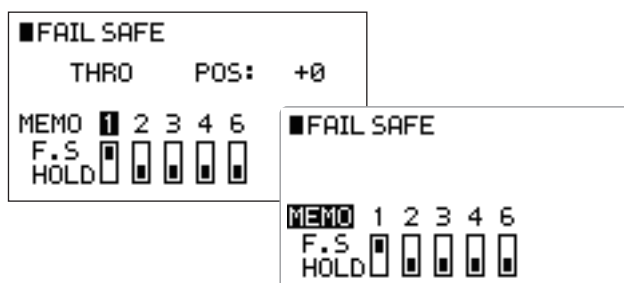 ■FAIL SAFE
THRO POS: +0
MEMO 1 2 3 4 6
F.S
HOLD
■FAIL SAFE
MEMO 1 2 3 4 6
F.S
HOLD